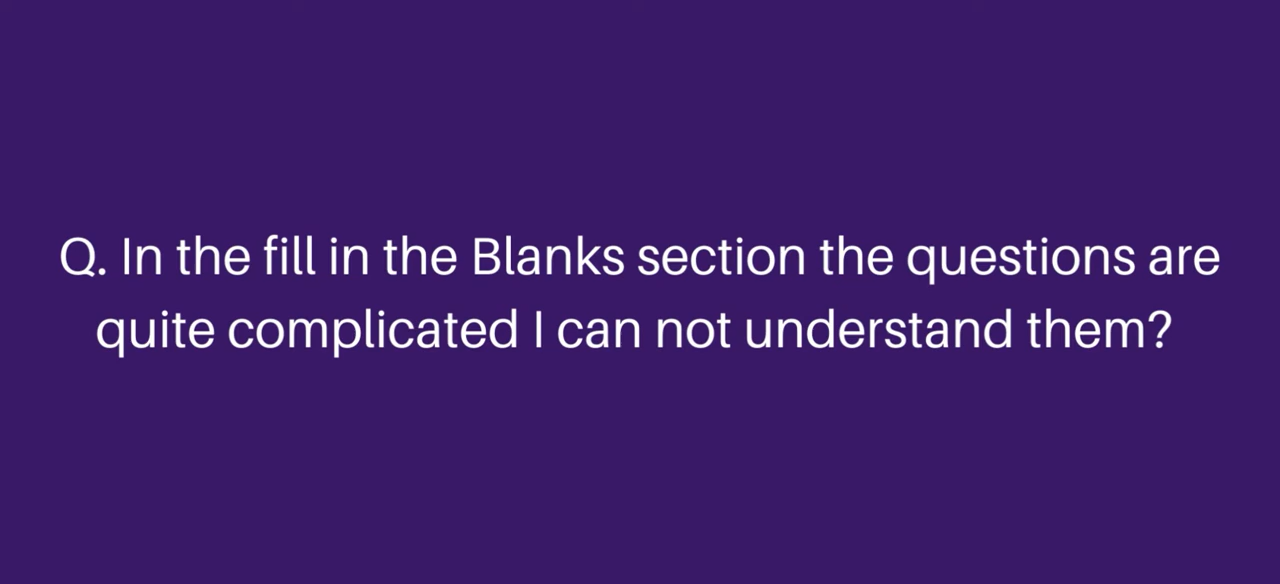 Q. In the fill in the Blanks section the questions are
quite complicated I can not understand them?